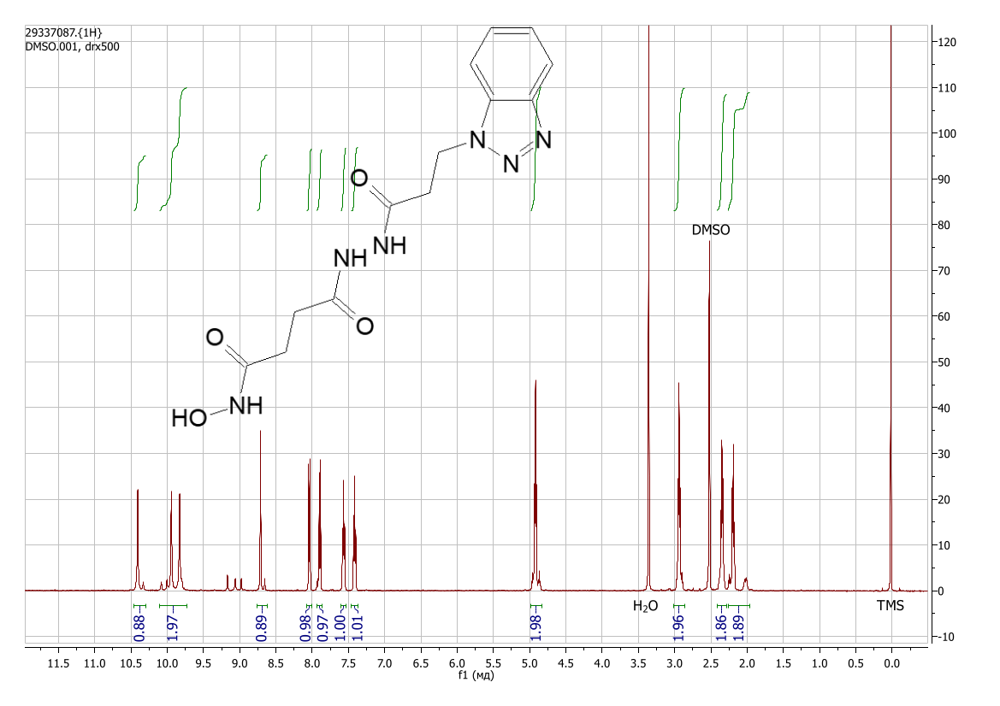 29337087.{1H}
DMSO.001, drx500
120
110
100
90
80
70
60
50
40
30
20
10
0
-10
N
N
N
O
NH
NH
O
O
NH
HO
DMSO
H2O
TMS
0.88
1.97
0.89
0.98
0.97
1.00
1.01
1.98
1.96
1.86
1.89
11.5 11.0 10.5 10.0 9.5 9.0 8.5 8.0 7.5 7.0 6.5 6.0 5.5 5.0 4.5 4.0 3.5 3.0 2.5 2.0 1.5 1.0 0.5 0.0
f1 (мд)